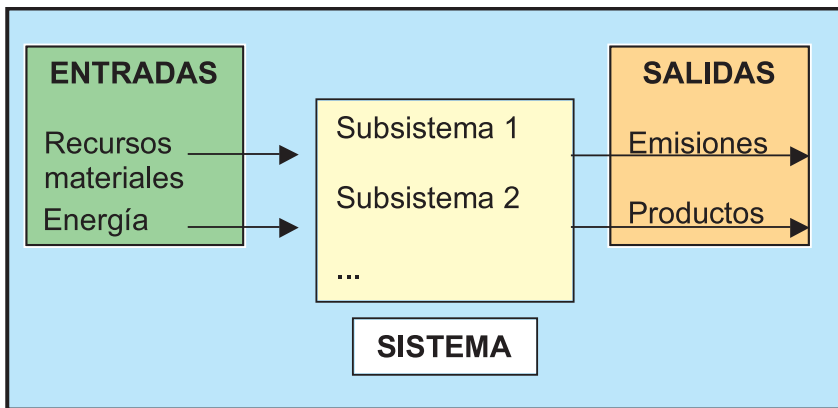 ENTRADAS
Recursos
materiales
Energía
Subsistema 1
Subsistema 2
...
SISTEMA
SALIDAS
Emisiones
Productos